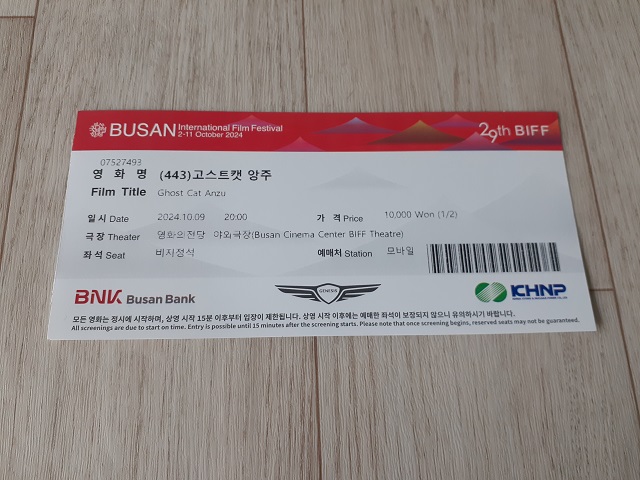 BUSAN International Film Festival
2-11 October 2024
29th BIFF
07527493
영 화 명 (443)고스트캣 앙주
Film Title Ghost Cat Anzu
일 시 Date 2024.10.09 20:00 가 격 Price 10,000 Won (1/2)
극 장 Theater 영화의전당 야외극장(Busan Cinema Center BIFF Theatre)
좌 석 Seat 비지정석 예매처 Station 모바일
BNK Busan Bank
GENESIS
KHNP
모든 영화는 정시에 시작하며, 상영 시작 15분 이후부터 입장이 제한됩니다. 상영 시작 이후에는 예매한 좌석이 보장되지 않으니 유의하시기 바랍니다.
All screenings are due to start on time. Entry is possible until 15 minutes after the screening starts. Please note that once screening begins, reserved seats may not be guaranteed.